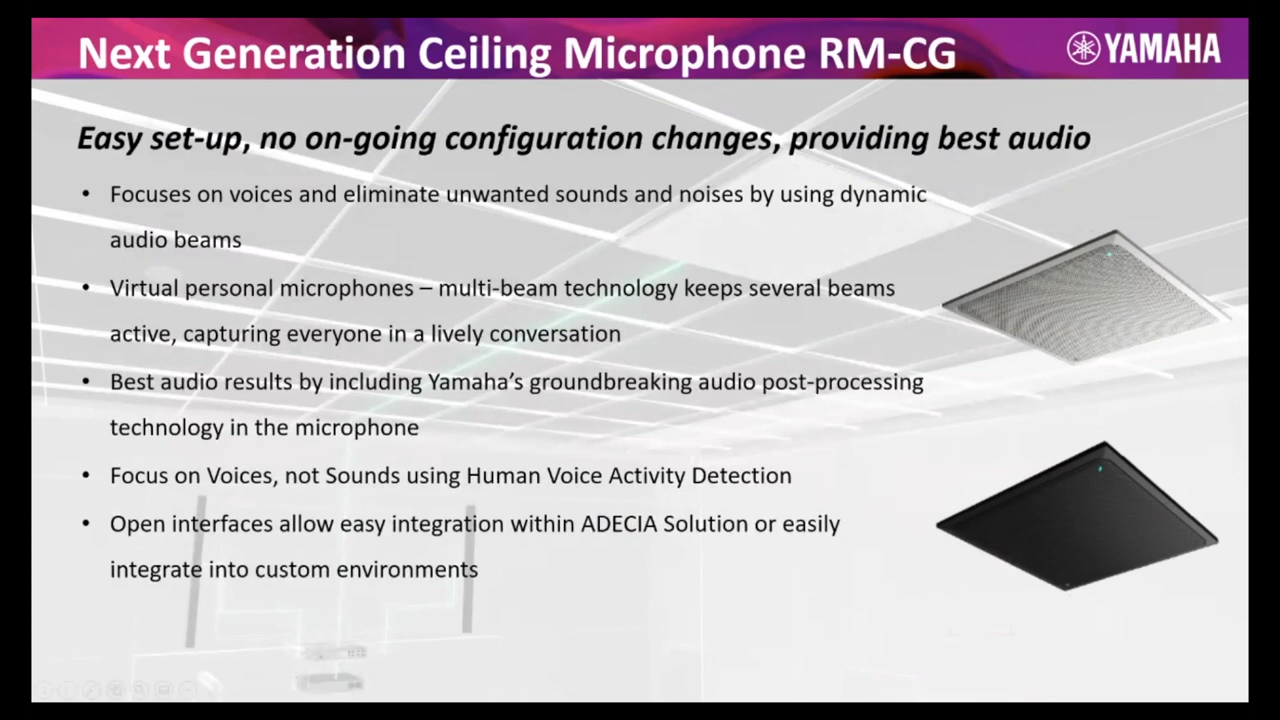 Next Generation Ceiling Microphone RM-CG
YAMAHA
Easy set-up, no on-going configuration changes, providing best audio
• Focuses on voices and eliminate unwanted sounds and noises by using dynamic
audio beams
• Virtual personal microphones – multi-beam technology keeps several beams
active, capturing everyone in a lively conversation
• Best audio results by including Yamaha’s groundbreaking audio post-processing
technology in the microphone
• Focus on Voices, not Sounds using Human Voice Activity Detection
• Open interfaces allow easy integration within ADECIA Solution or easily
integrate into custom environments